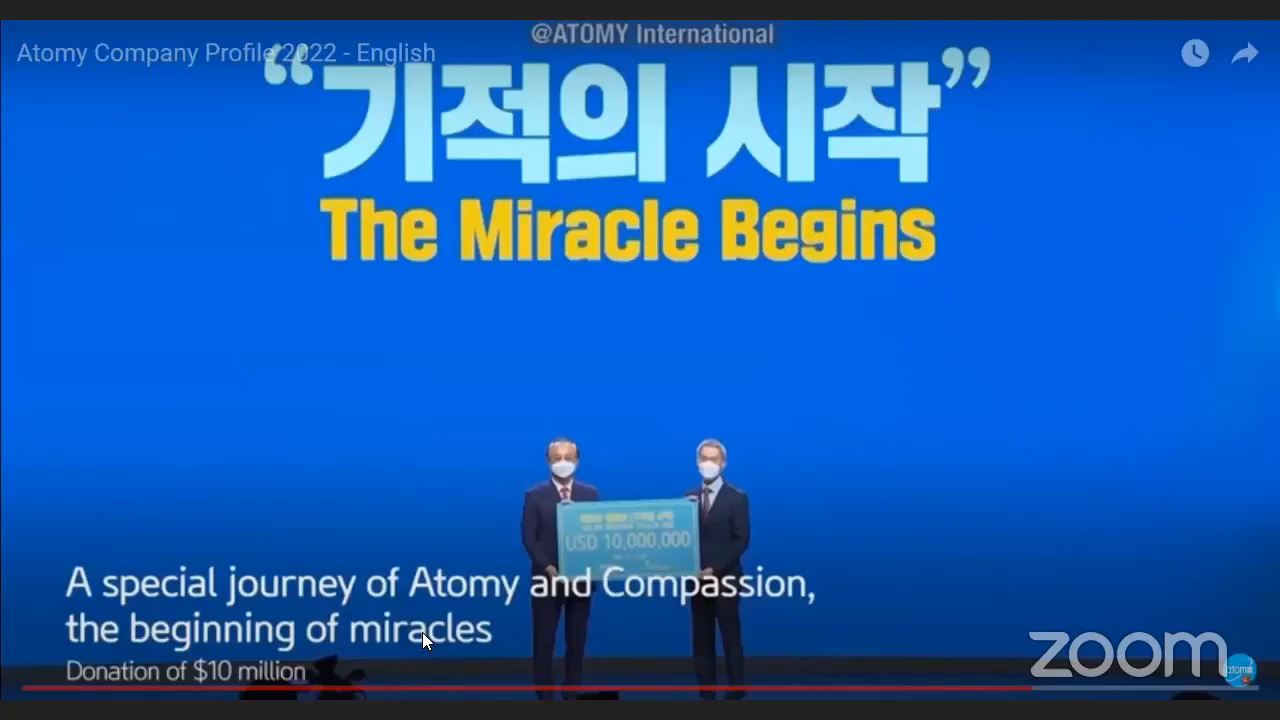 @ATOMY International
Atomy Company Profile 2022 - English
“기적의 시작”
The Miracle Begins
USD 10,000,000
A special journey of Atomy and Compassion,
the beginning of miracles
Donation of $10 million
zoom
atomy